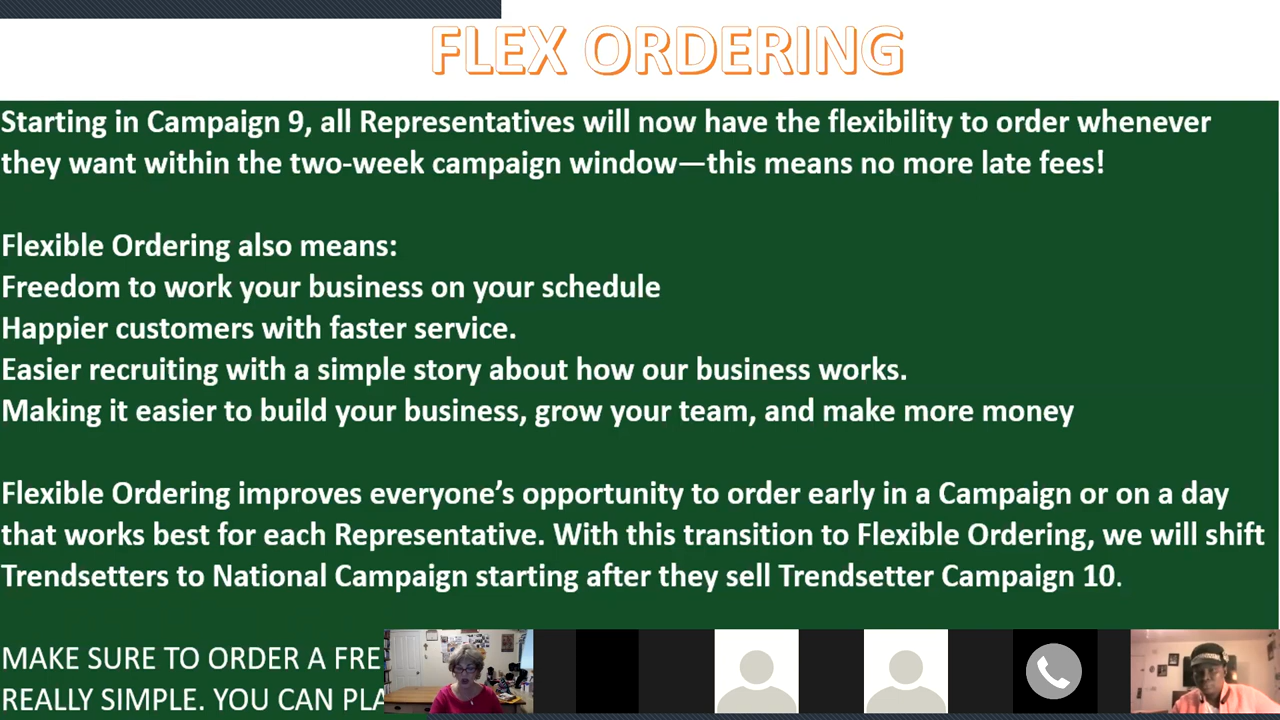 FLEX ORDERING
Starting in Campaign 9, all Representatives will now have the flexibility to order whenever
they want within the two-week campaign window—this means no more late fees!
Flexible Ordering also means:
Freedom to work your business on your schedule
Happier customers with faster service.
Easier recruiting with a simple story about how our business works.
Making it easier to build your business, grow your team, and make more money
Flexible Ordering improves everyone’s opportunity to order early in a Campaign or on a day
that works best for each Representative. With this transition to Flexible Ordering, we will shift
Trendsetters to National Campaign starting after they sell Trendsetter Campaign 10.
MAKE SURE TO ORDER A FRE
REALLY SIMPLE. YOU CAN PLA